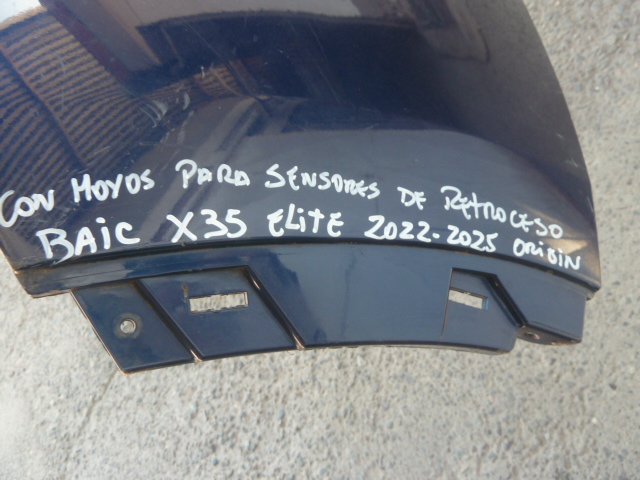 CON HOYOS PARA SENSORES DE RETROCESO
BAIC X35 ELITE 2022-2025 ORIGIN